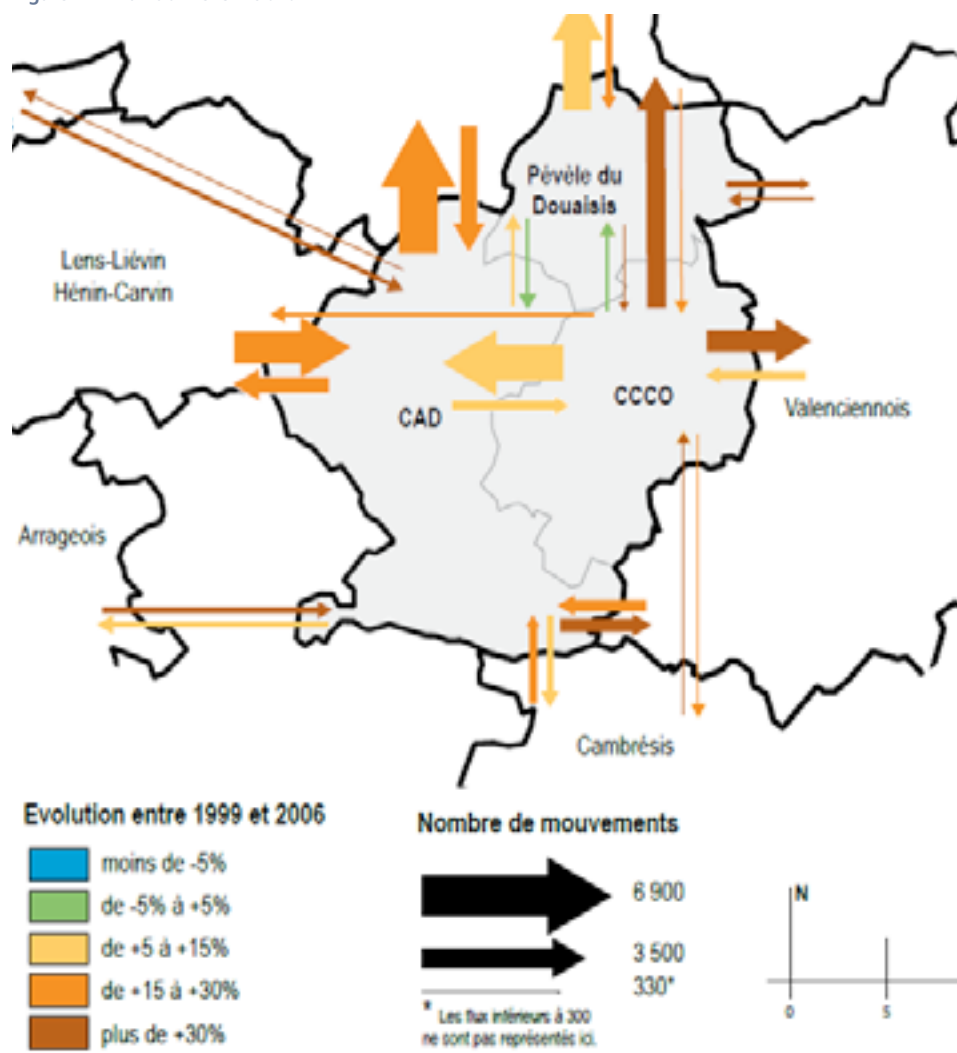 Pévèle du
Douaisis
Lens-Liévin
Hénin-Carvin
CAD
CCCO
Valenciennois
Arrageois
Cambrésis
Evolution entre 1999 et 2006
moins de -5%
de -5% à +5%
de +5 à +15%
de +15 à +30%
plus de +30%
Nombre de mouvements
6 900
3 500
330*
* Les flux inférieurs à 300
ne sont pas représentés ici.
N
0
5